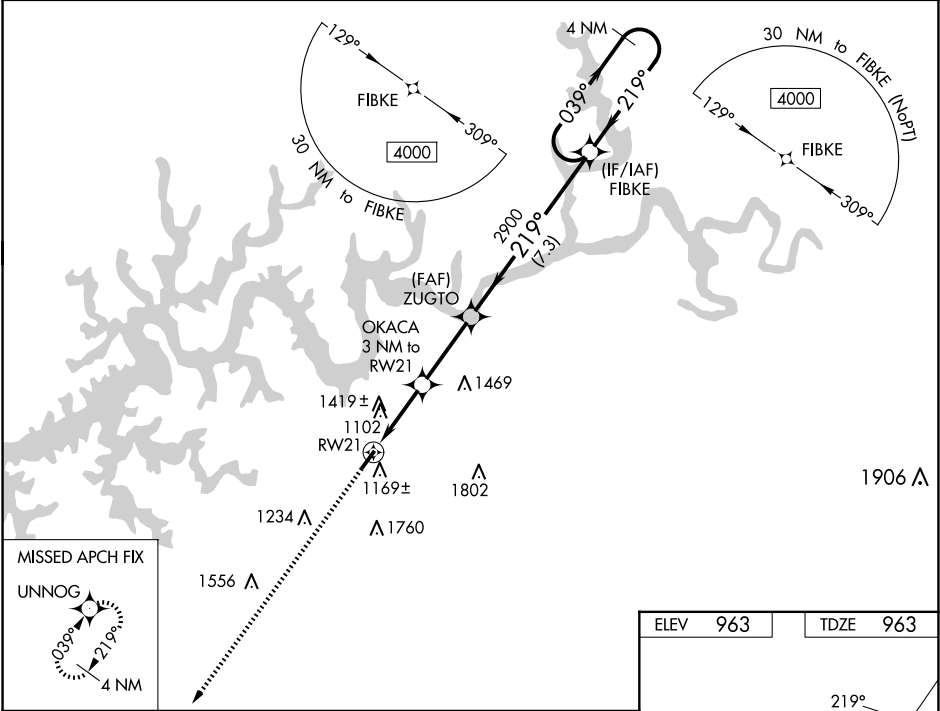 129°
FIBKE
309°
4000
30 NM to FIBKE
4 NM
039°
219°
(IF/IAF)
FIBKE
30 NM to FIBKE (NoPT)
4000
129°
FIBKE
309°
2900
219°
(7.3)
(FAF)
ZUGTO
OKACA
3 NM to
RW21
1469
1419±
1102
RW21
1169±
1802
1906
1234
1760
1556
MISSED APCH FIX
UNNOG
039°
219°
4 NM
ELEV 963
TDZE 963
219°